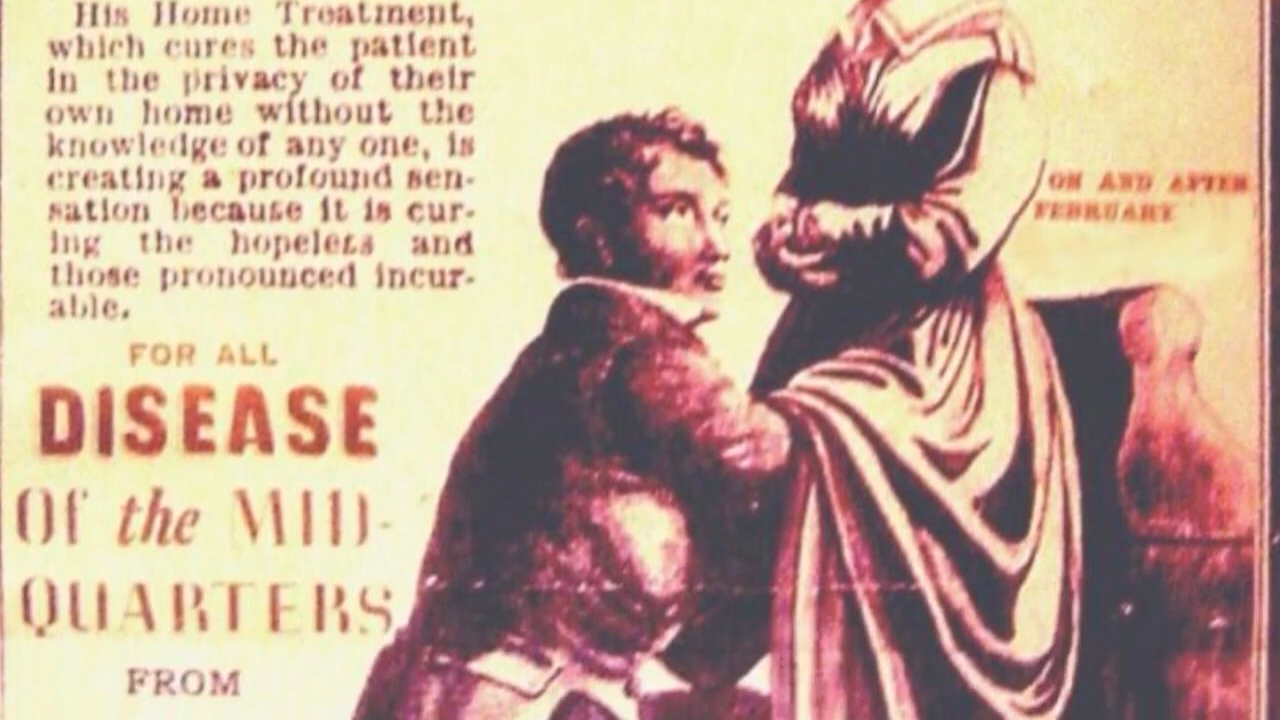 His Home Treatment,
which cures the patient
in the privacy of their
own home without the
knowledge of any one, is
creating a profound sen-
sation because it is cur-
ing the hopeless and
those pronounced incur-
able.
FOR ALL
DISEASE
Of the MID-
QUARTERS
FROM
ON AND AFTER
FEBRUARY